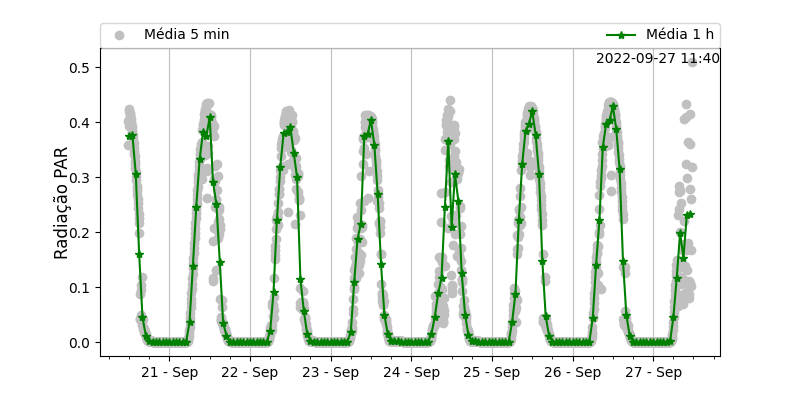 Média 5 min
Média 1 h
2022-09-27 11:40
Radiação PAR
0.5
0.4
0.3
0.2
0.1
0.0
21 - Sep
22 - Sep
23 - Sep
24 - Sep
25 - Sep
26 - Sep
27 - Sep